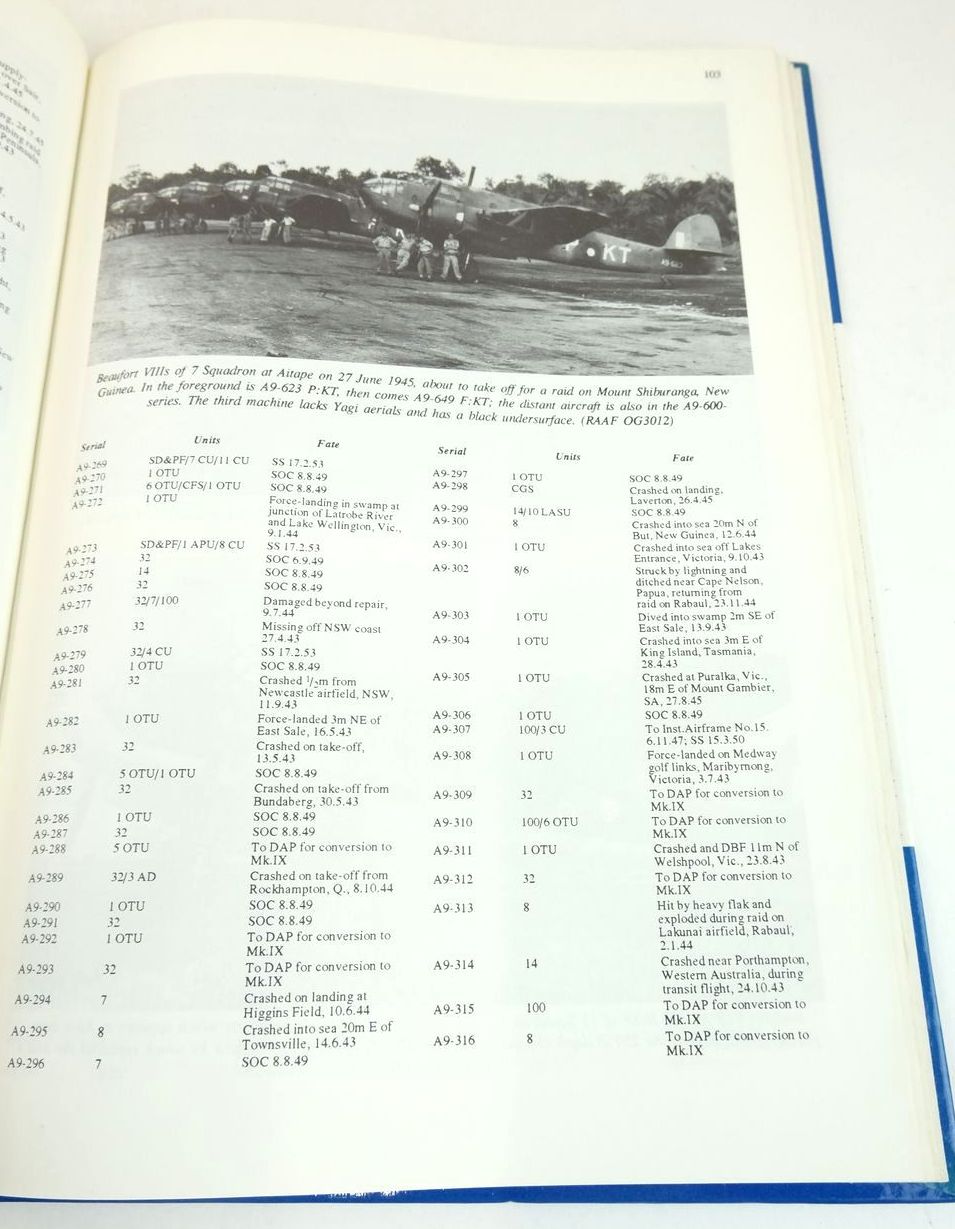 upply-
over Sale,
.4.45
version to
ng, 24.7.45
mbing raid
Peninsula,
.43
4.5.43
3
ng
103
KT
Beaufort VIIIs of 7 Squadron at Aitape on 27 June 1945, about to take off for a raid on Mount Shiburanga, New
Guinea. In the foreground is A9-623 P:KT, then comes A9-649 F:KT; the distant aircraft is also in the A9-600-
series. The third machine lacks Yagi aerials and has a black undersurface. (RAAF OG3012)
Serial Units Fate
A9-269 SD&PF/7 CU/11 CU SS 17.2.53
A9-270 1 OTU SOC 8.8.49
A9-271 6 OTU/CFS/1 OTU SOC 8.8.49
A9-272 1 OTU Force-landing in swamp at
junction of Latrobe River
and Lake Wellington, Vic.,
9.1.44
A9-273 SD&PF/1 APU/8 CU SS 17.2.53
A9-274 32 SOC 6.9.49
A9-275 14 SOC 8.8.49
A9-276 32 SOC 8.8.49
A9-277 32/7/100 Damaged beyond repair,
9.7.44
A9-278 32 Missing off NSW coast
27.4.43
A9-279 32/4 CU SS 17.2.53
A9-280 1 OTU SOC 8.8.49
A9-281 32 Crashed ½m from
Newcastle airfield, NSW,
11.9.43
A9-282 1 OTU Force-landed 3m NE of
East Sale, 16.5.43
A9-283 32 Crashed on take-off,
13.5.43
A9-284 5 OTU/1 OTU SOC 8.8.49
A9-285 32 Crashed on take-off from
Bundaberg, 30.5.43
A9-286 1 OTU SOC 8.8.49
A9-287 32 SOC 8.8.49
A9-288 5 OTU To DAP for conversion to
Mk.IX
A9-289 32/3 AD Crashed on take-off from
Rockhampton, Q., 8.10.44
A9-290 1 OTU SOC 8.8.49
A9-291 32 SOC 8.8.49
A9-292 1 OTU To DAP for conversion to
Mk.IX
A9-293 32 To DAP for conversion to
Mk.IX
A9-294 7 Crashed on landing at
Higgins Field, 10.6.44
A9-295 8 Crashed into sea 20m E of
Townsville, 14.6.43
A9-296 7 SOC 8.8.49
Serial Units Fate
A9-297 1 OTU SOC 8.8.49
A9-298 CGS Crashed on landing,
Laverton, 26.4.45
A9-299 14/10 LASU SOC 8.8.49
A9-300 8 Crashed into sea 20m N of
But, New Guinea, 12.6.44
A9-301 1 OTU Crashed into sea off Lakes
Entrance, Victoria, 9.10.43
A9-302 8/6 Struck by lightning and
ditched near Cape Nelson,
Papua, returning from
raid on Rabaul, 23.11.44
A9-303 1 OTU Dived into swamp 2m SE of
East Sale, 13.9.43
A9-304 1 OTU Crashed into sea 3m E of
King Island, Tasmania,
28.4.43
A9-305 1 OTU Crashed at Puralka, Vic.,
18m E of Mount Gambier,
SA, 27.8.45
A9-306 1 OTU SOC 8.8.49
A9-307 100/3 CU To Inst.Airframe No.15.
6.11.47; SS 15.3.50
A9-308 1 OTU Force-landed on Medway
golf links, Maribyrnong,
Victoria, 3.7.43
A9-309 32 To DAP for conversion to
Mk.IX
A9-310 100/6 OTU To DAP for conversion to
Mk.IX
A9-311 1 OTU Crashed and DBF 11m N of
Welshpool, Vic., 23.8.43
A9-312 32 To DAP for conversion to
Mk.IX
A9-313 8 Hit by heavy flak and
exploded during raid on
Lakunai airfield, Rabaul,
2.1.44
A9-314 14 Crashed near Porthampton,
Western Australia, during
transit flight, 24.10.43
A9-315 100 To DAP for conversion to
Mk.IX
A9-316 8 To DAP for conversion to
Mk.IX